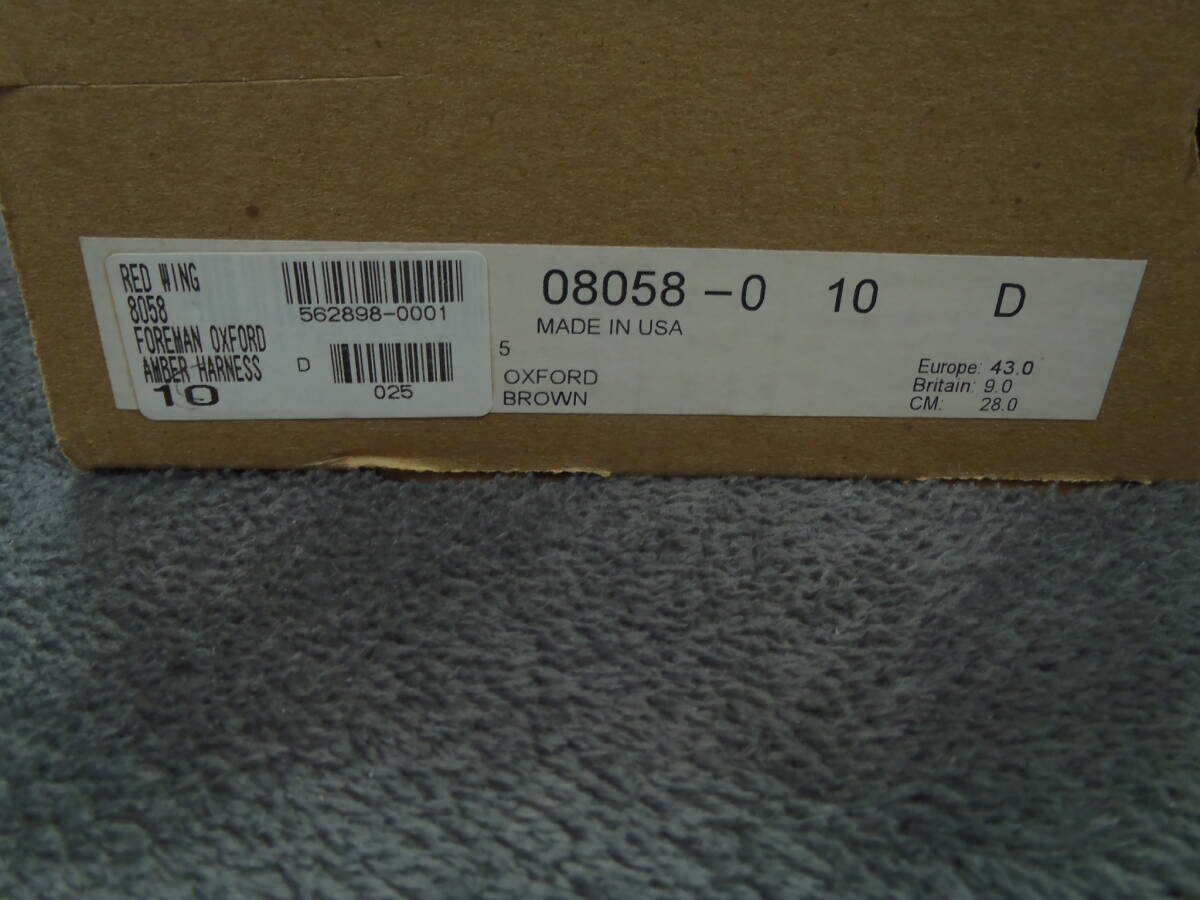 RED WING
8058
FOREMAN OXFORD
AMBER HARNESS
10
562898-0001
D
025
08058-0 10 D
MADE IN USA
5
OXFORD
BROWN
Europe: 43.0
Britain: 9.0
CM: 28.0